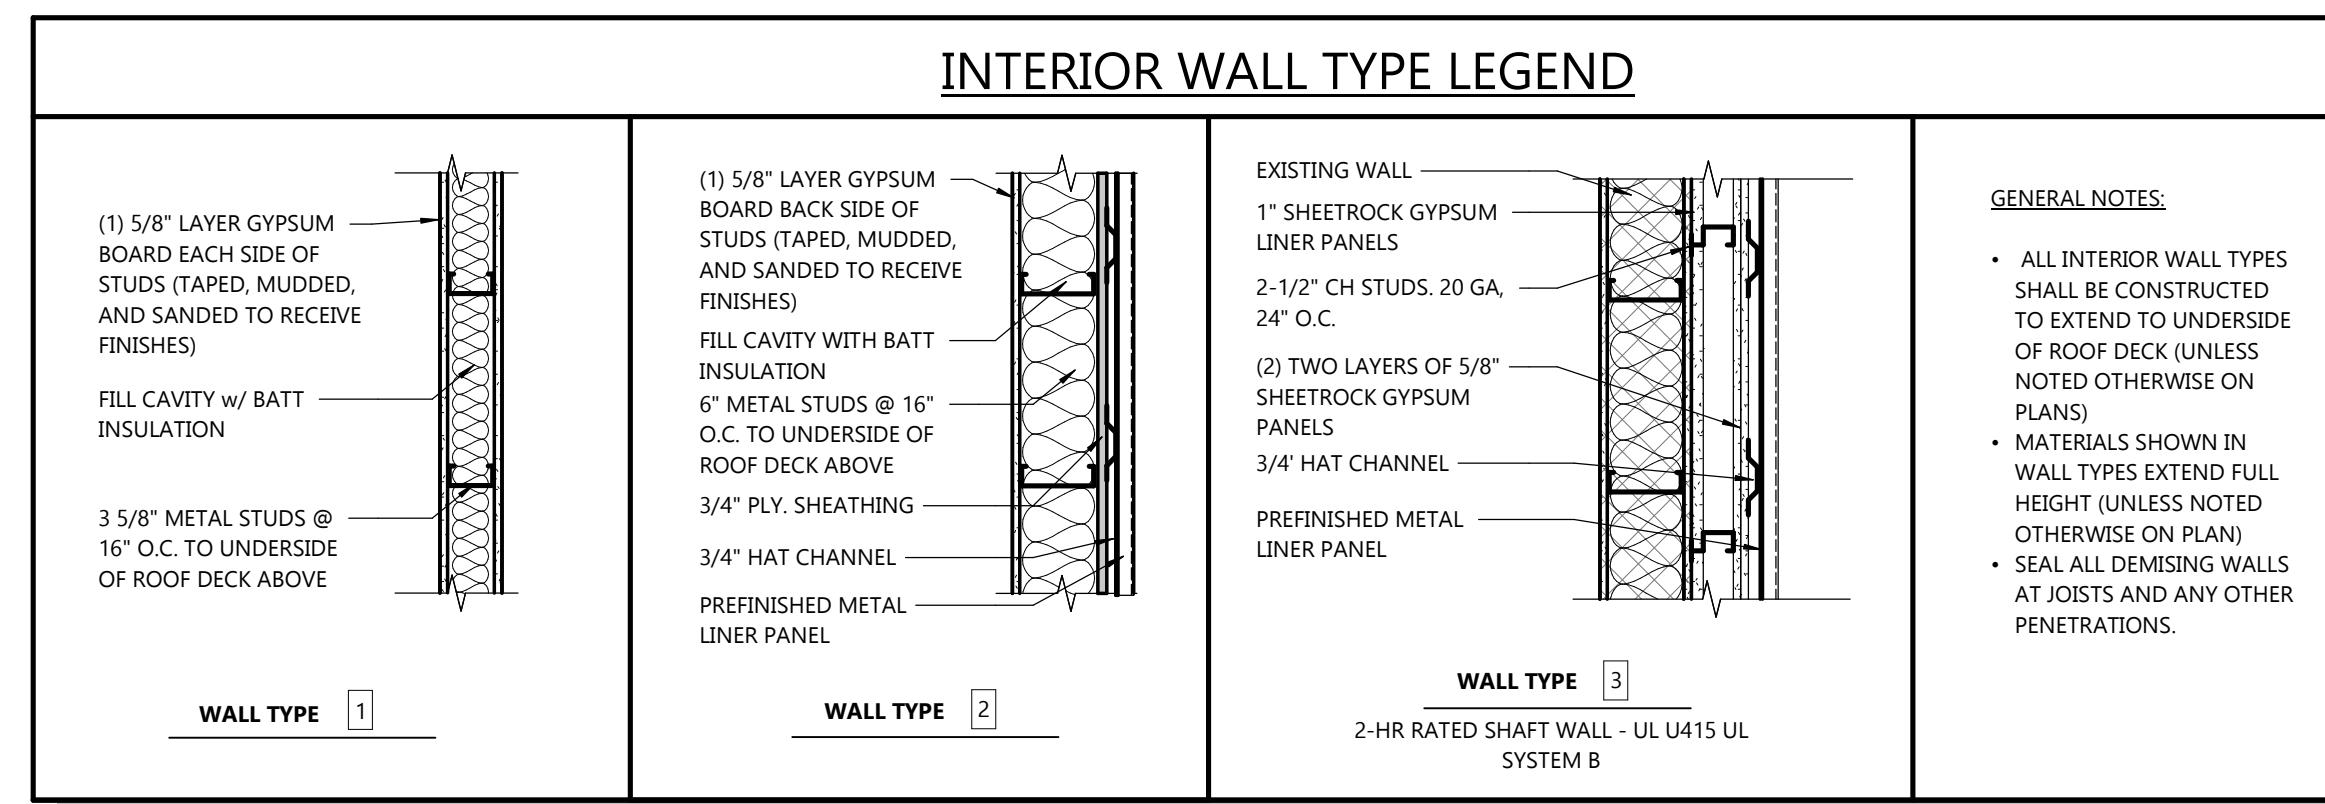 INTERIOR WALL TYPE LEGEND
(1) 5/8" LAYER GYPSUM
BOARD EACH SIDE OF
STUDS (TAPED, MUDDED,
AND SANDED TO RECEIVE
FINISHES)
FILL CAVITY w/ BATT
INSULATION
3 5/8" METAL STUDS @
16" O.C. TO UNDERSIDE
OF ROOF DECK ABOVE
WALL TYPE 1
(1) 5/8" LAYER GYPSUM
BOARD BACK SIDE OF
STUDS (TAPED, MUDDED,
AND SANDED TO RECEIVE
FINISHES)
FILL CAVITY WITH BATT
INSULATION
6" METAL STUDS @ 16"
O.C. TO UNDERSIDE OF
ROOF DECK ABOVE
3/4" PLY. SHEATHING
3/4" HAT CHANNEL
PREFINISHED METAL
LINER PANEL
WALL TYPE 2
EXISTING WALL
1" SHEETROCK GYPSUM
LINER PANELS
2-1/2" CH STUDS. 20 GA,
24" O.C.
(2) TWO LAYERS OF 5/8"
SHEETROCK GYPSUM
PANELS
3/4' HAT CHANNEL
PREFINISHED METAL
LINER PANEL
WALL TYPE 3
2-HR RATED SHAFT WALL - UL U415 UL
SYSTEM B
GENERAL NOTES:
• ALL INTERIOR WALL TYPES
SHALL BE CONSTRUCTED
TO EXTEND TO UNDERSIDE
OF ROOF DECK (UNLESS
NOTED OTHERWISE ON
PLANS)
• MATERIALS SHOWN IN
WALL TYPES EXTEND FULL
HEIGHT (UNLESS NOTED
OTHERWISE ON PLAN)
• SEAL ALL DEMISING WALLS
AT JOISTS AND ANY OTHER
PENETRATIONS.